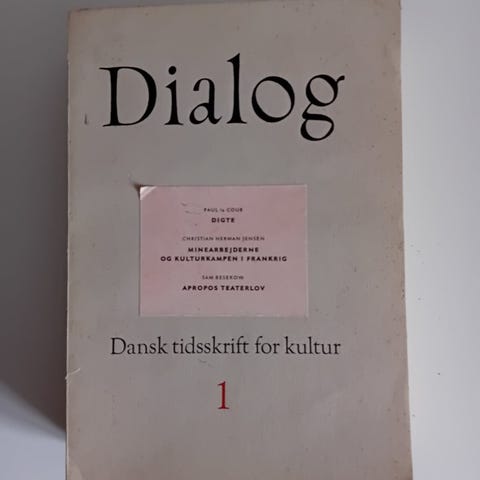 Dialog
PAUL la COUR
DIGTE
CHRISTIAN HERMAN JENSEN
MINEARBEJDERNE
OG KULTURKAMPEN I FRANKRIG
SAM BESEKOW
APROPOS TEATERLOV
Dansk tidsskrift for kultur
1